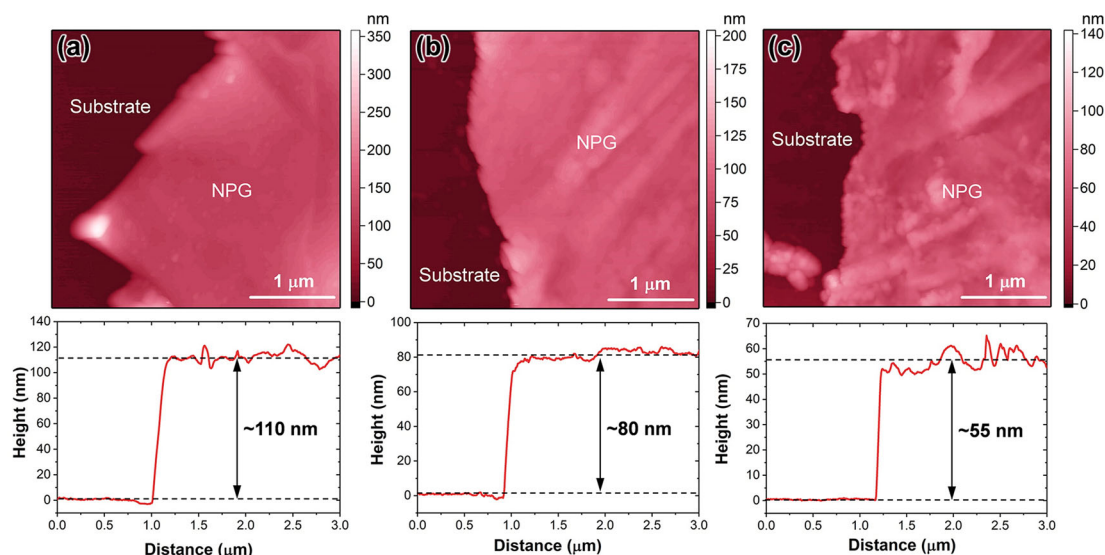 (a)
Substrate
NPG
1 μm
nm
350
300
250
200
150
100
50
0
(b)
NPG
Substrate
1 μm
nm
200
175
150
125
100
75
50
25
0
(c)
Substrate
NPG
1 μm
nm
140
120
100
80
60
40
20
0
Height (nm)
140
120
100
80
60
40
20
0
~110 nm
0.0 0.5 1.0 1.5 2.0 2.5 3.0
Distance (μm)
Height (nm)
100
80
60
40
20
0
~80 nm
0.0 0.5 1.0 1.5 2.0 2.5 3.0
Distance (μm)
Height (nm)
70
60
50
40
30
20
10
0
~55 nm
0.0 0.5 1.0 1.5 2.0 2.5 3.0
Distance (μm)